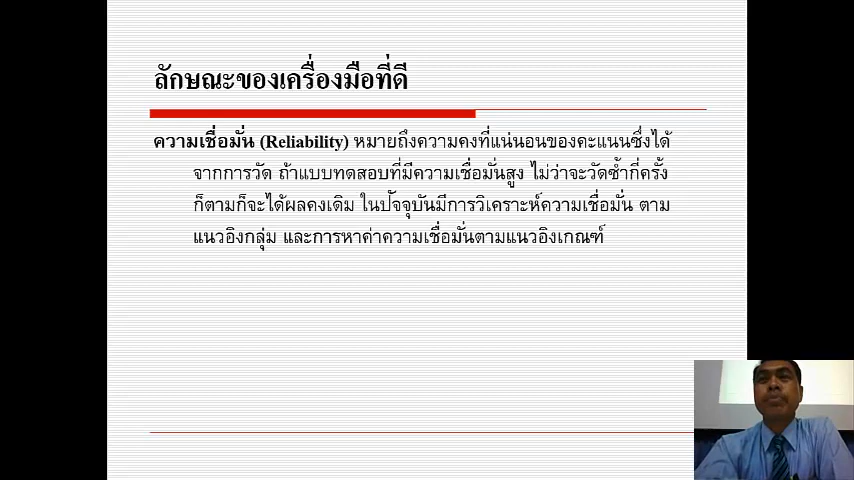 ลักษณะของเครื่องมือที่ดี
ความเชื่อมั่น (Reliability) หมายถึงความคงที่แน่นอนของคะแนนซึ่งได้
จากการวัด ถ้าแบบทดสอบที่มีความเชื่อมั่นสูง ไม่ว่าจะวัดซ้ำกี่ครั้ง
ก็ตามก็จะได้ผลคงเดิม ในปัจจุบันมีการวิเคราะห์ความเชื่อมั่น ตาม
แนวอิงกลุ่ม และการหาค่าความเชื่อมั่นตามแนวอิงเกณฑ์